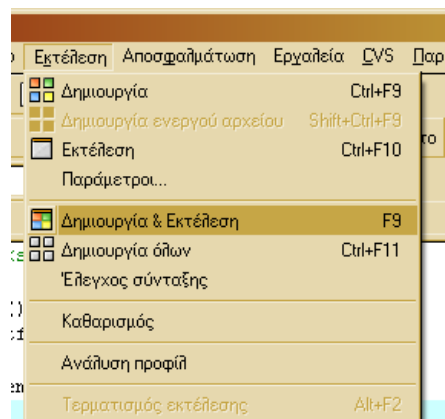 Εκτέλεση Αποσφαλμάτωση Εργαλεία CVS Παρ
Δημιουργία Ctrl+F9
Δημιουργία ενεργού αρχείου Shift+Ctrl+F9
Εκτέλεση Ctrl+F10
Παράμετροι...
Δημιουργία & Εκτέλεση F9
Δημιουργία όλων Ctrl+F11
Έλεγχος σύνταξης
Καθαρισμός
Ανάλυση προφίλ
Τερματισμός εκτέλεσης Alt+F2